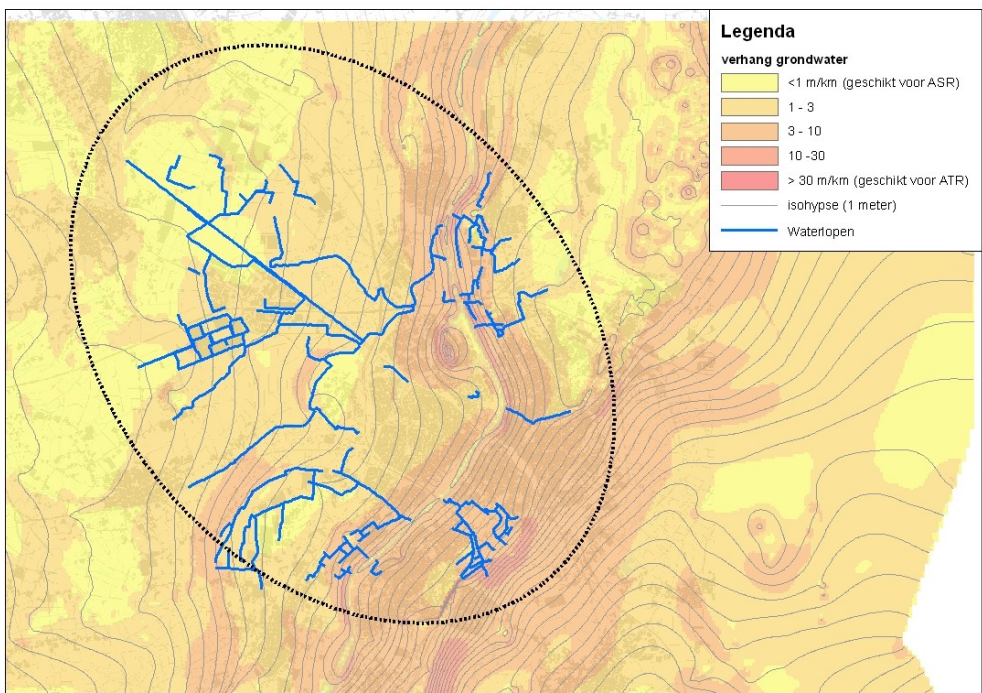 Legenda
verhang grondwater
<1 m/km (geschikt voor ASR)
1 - 3
3 - 10
10 -30
> 30 m/km (geschikt voor ATR)
isohypse (1 meter)
Waterlopen